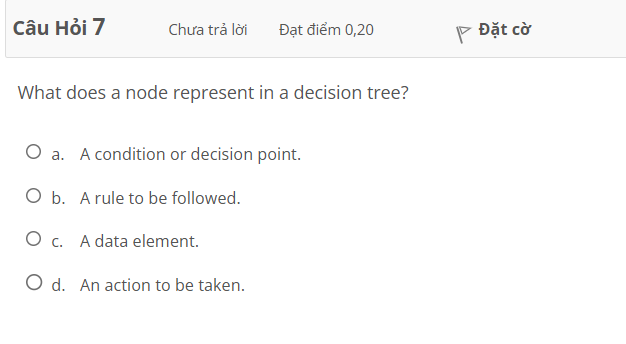 Câu Hỏi 7 Chưa trả lời Đạt điểm 0,20 Đặt cờ
What does a node represent in a decision tree?
a. A condition or decision point.
b. A rule to be followed.
c. A data element.
d. An action to be taken.